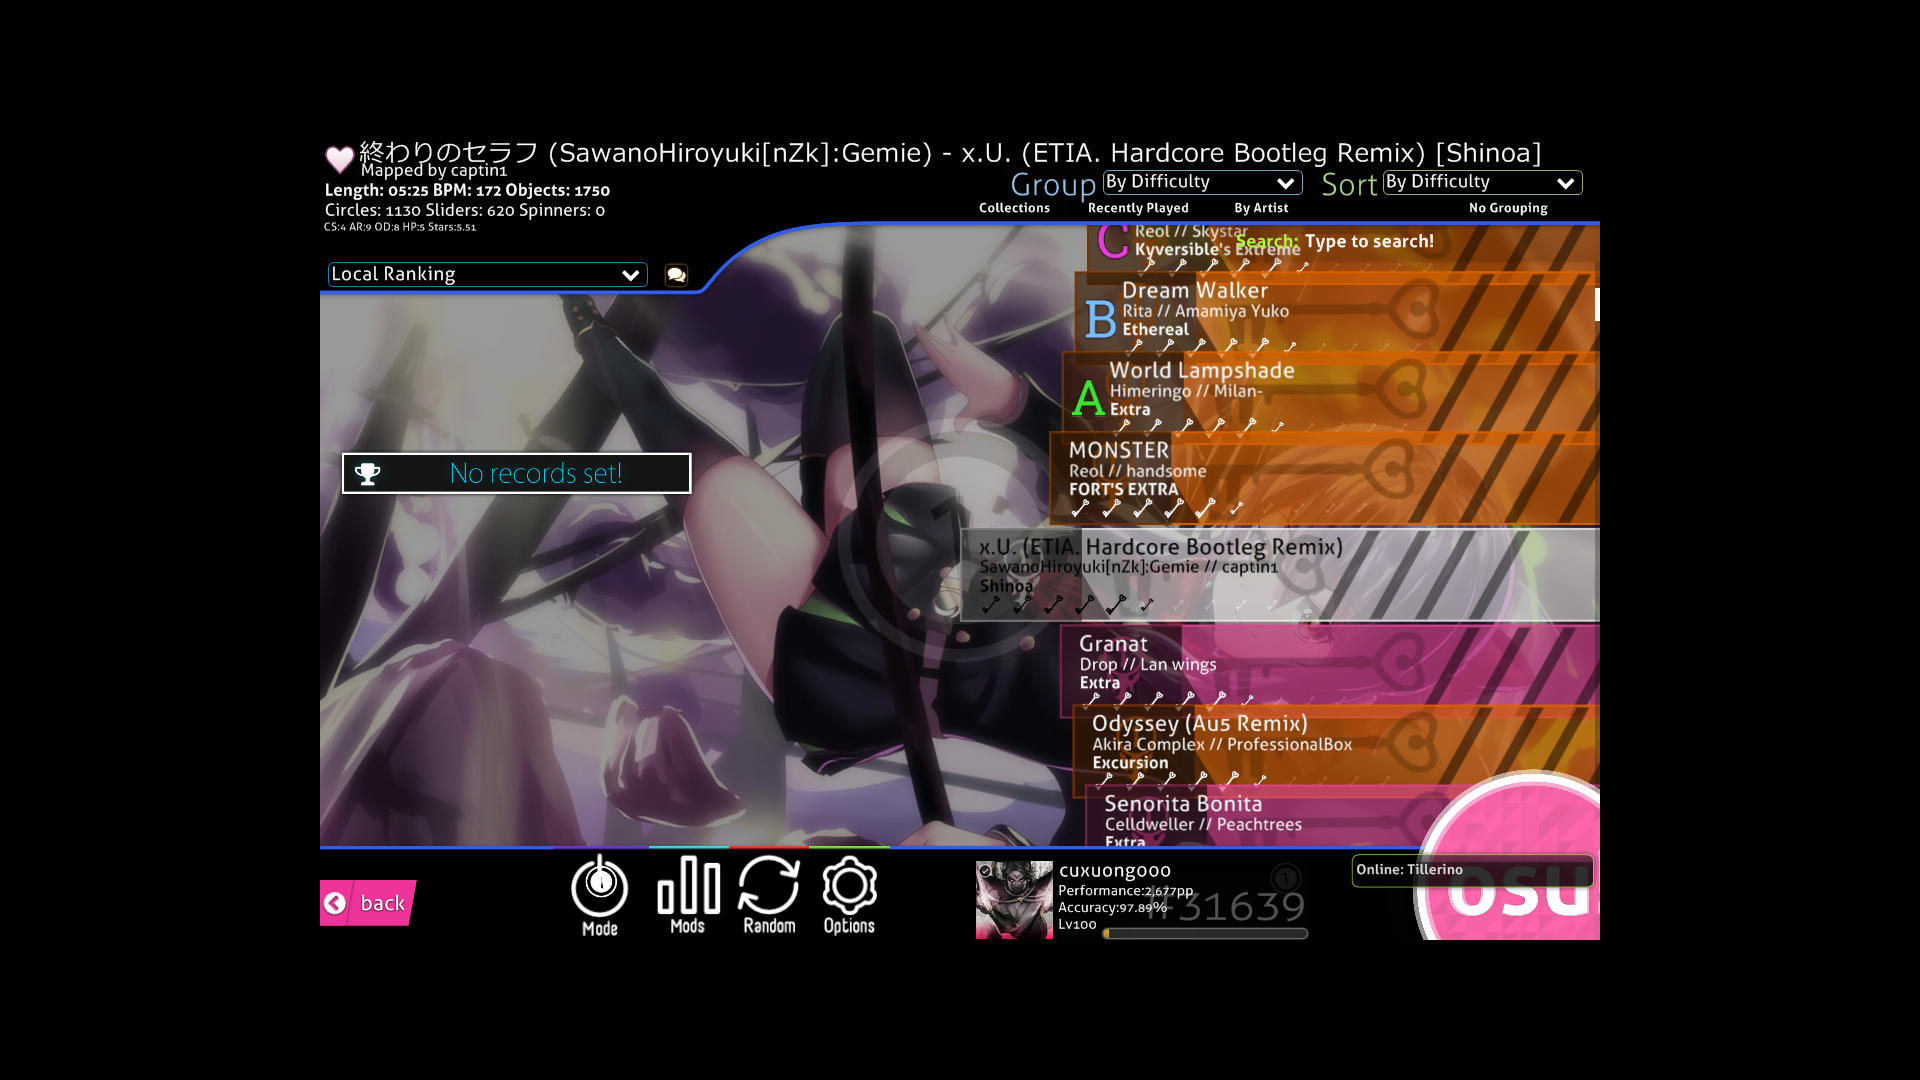 終わりのセラフ (SawanoHiroyuki[nZk]:Gemie) - x.U. (ETIA. Hardcore Bootleg Remix) [Shinoa]
Mapped by captin1
Length: 05:25 BPM: 172 Objects: 1750
Circles: 1130 Sliders: 620 Spinners: 0
CS:4 AR:9 OD:8 HP:5 Stars:5.51
Group By Difficulty
Sort By Difficulty
Collections
Recently Played
By Artist
No Grouping
Local Ranking
Search: Type to search!
No records set!
C
Reol // Skystar
Kyversible's Extreme
B
Dream Walker
Rita // Amamiya Yuko
Ethereal
A
World Lampshade
Himeringo // Milan-
Extra
MONSTER
Reol // handsome
FORT'S EXTRA
x.U. (ETIA. Hardcore Bootleg Remix)
SawanoHiroyuki[nZk]:Gemie // captin1
Shinoa
Granat
Drop // Lan wings
Extra
Odyssey (Au5 Remix)
Akira Complex // ProfessionalBox
Excursion
Senorita Bonita
Celldweller // Peachtrees
Extra
back
Mode
Mods
Random
Options
cuxuong000
Performance:2,677pp
Accuracy:97.89%
Lv100
#31639
1
Online: Tillerino
osu